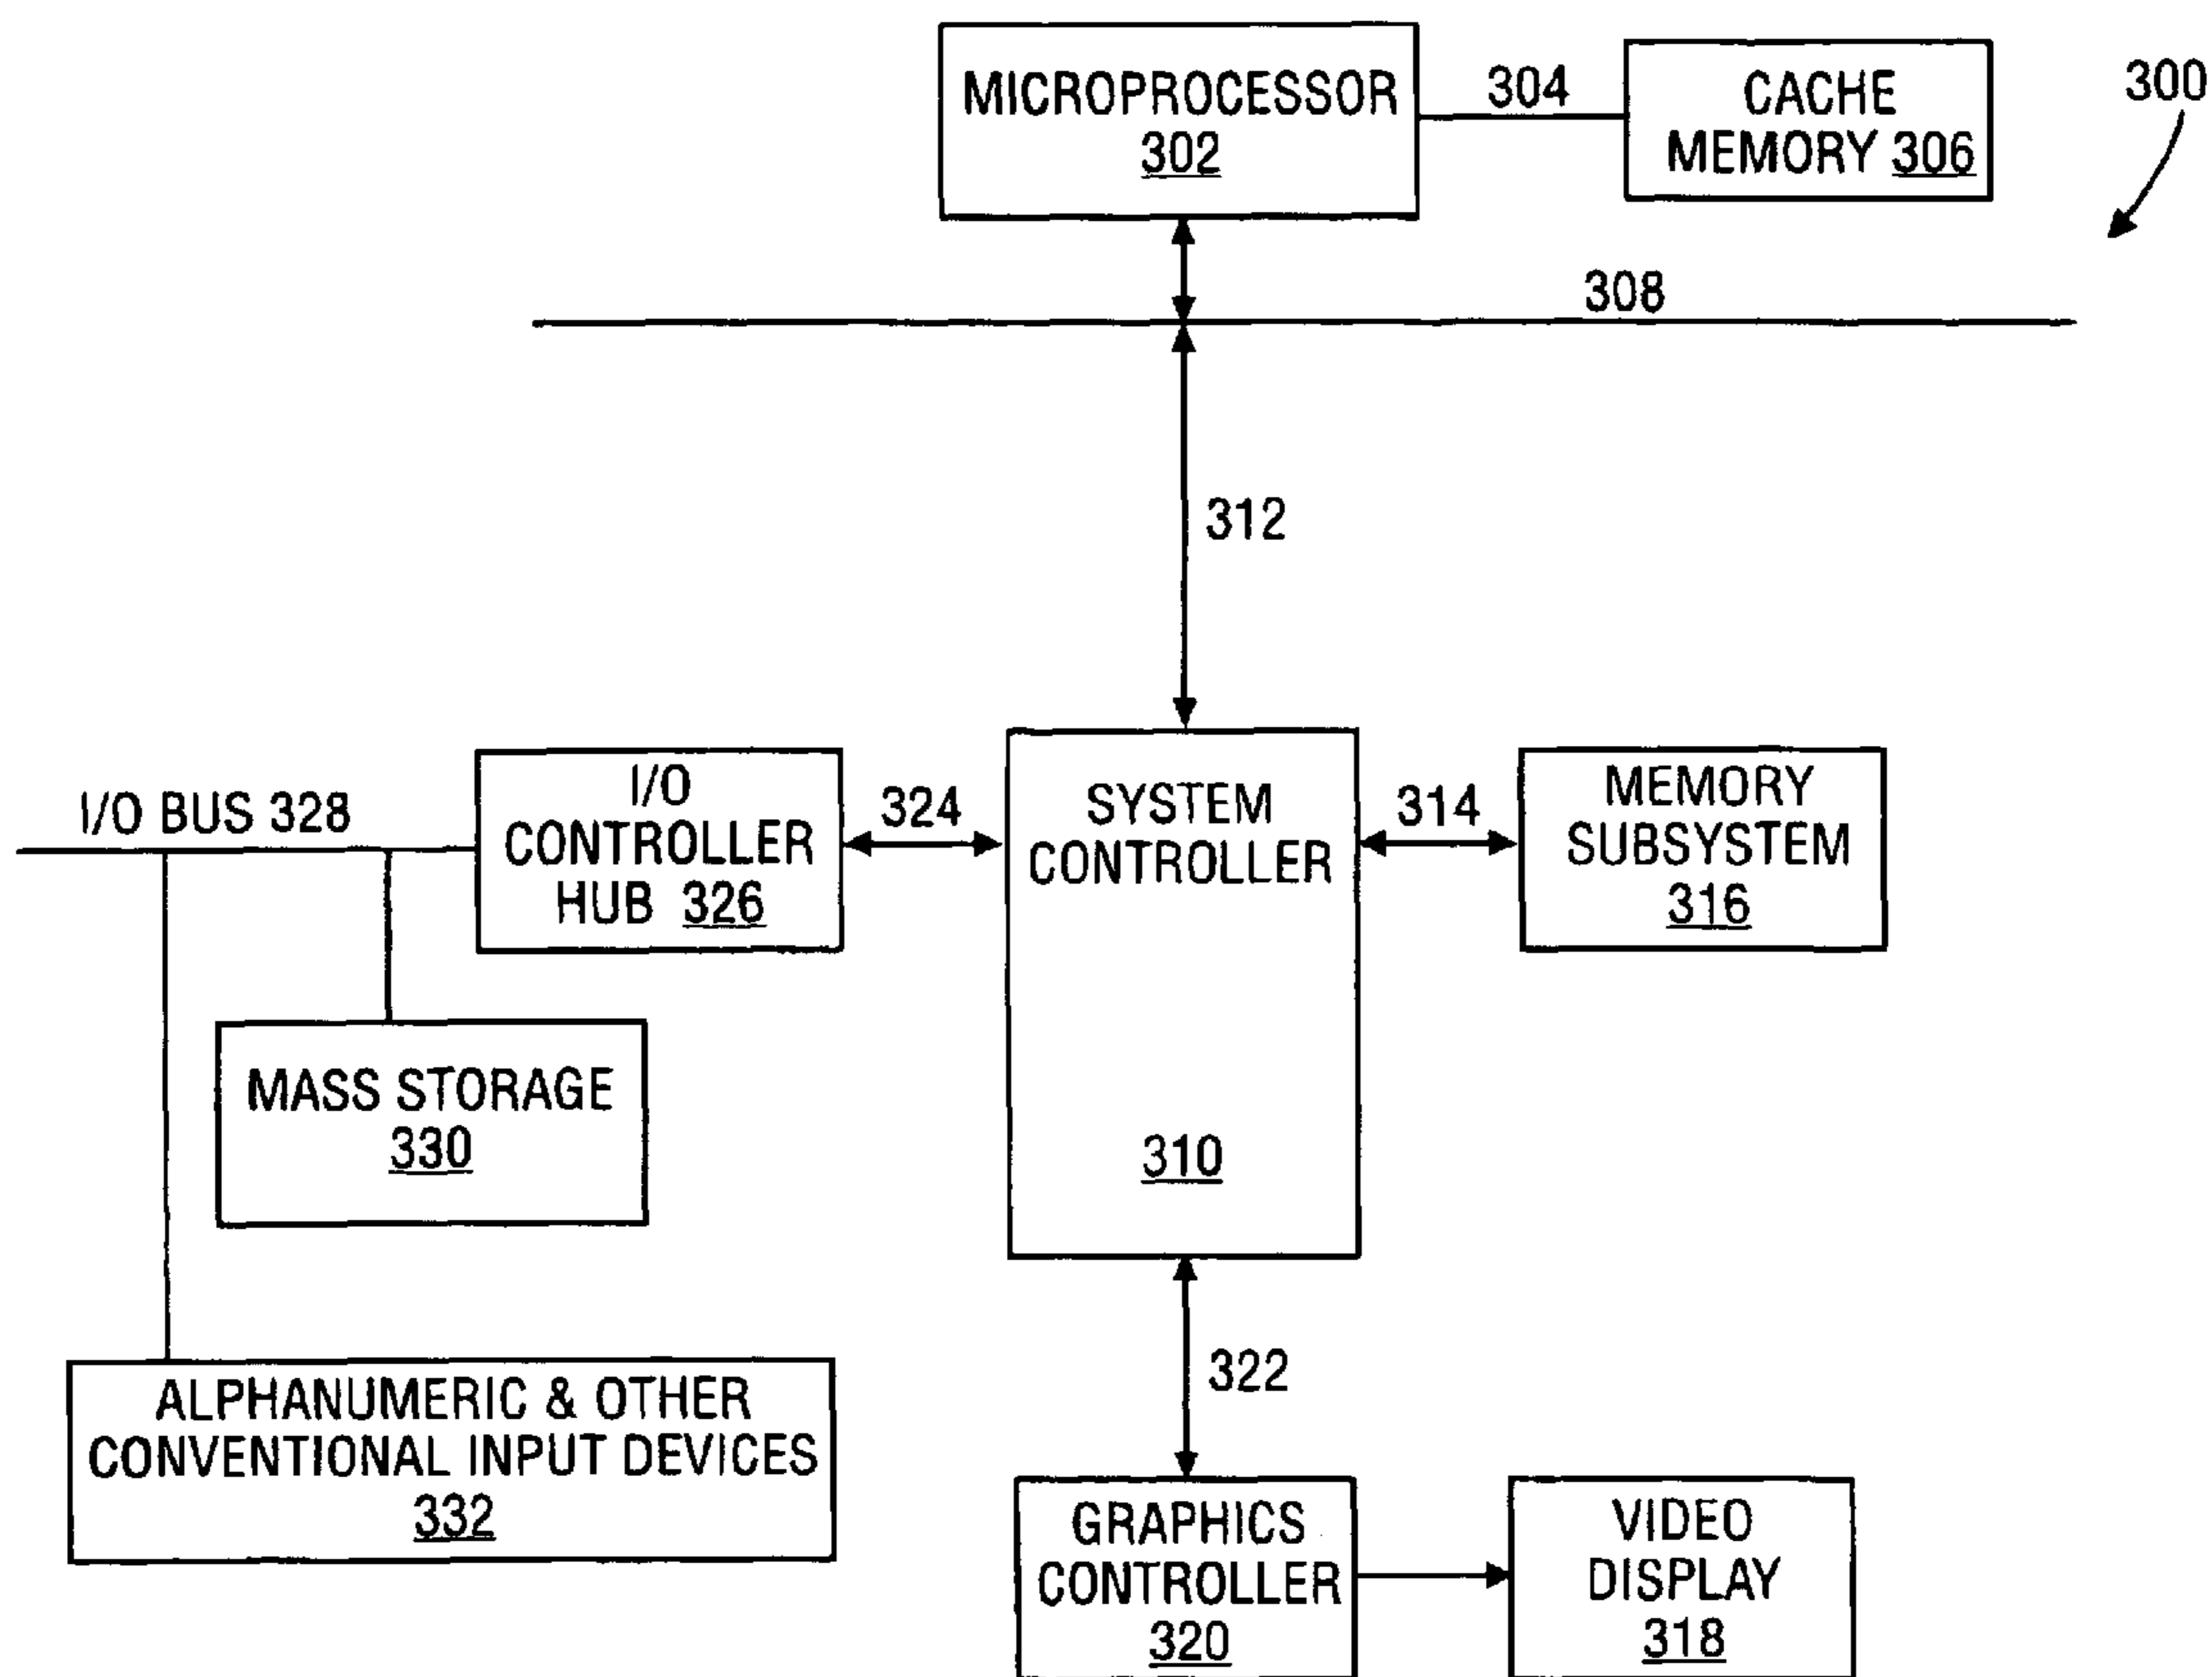 MICROPROCESSOR
302
304
CACHE
MEMORY 306
300
308
312
I/O BUS 328
I/O
CONTROLLER
HUB 326
324
SYSTEM
CONTROLLER
310
314
MEMORY
SUBSYSTEM
316
MASS STORAGE
330
322
ALPHANUMERIC & OTHER
CONVENTIONAL INPUT DEVICES
332
GRAPHICS
CONTROLLER
320
VIDEO
DISPLAY
318